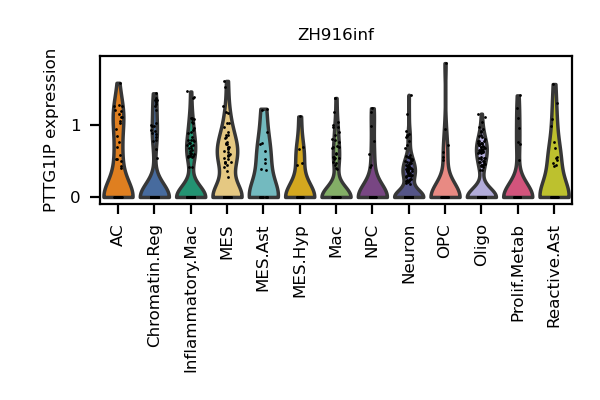 ZH916inf
PTTG1IP expression
1
0
AC
Chromatin.Reg
Inflammatory.Mac
MES
MES.Ast
MES.Hyp
Mac
NPC
Neuron
OPC
Oligo
Prolif.Metab
Reactive.Ast